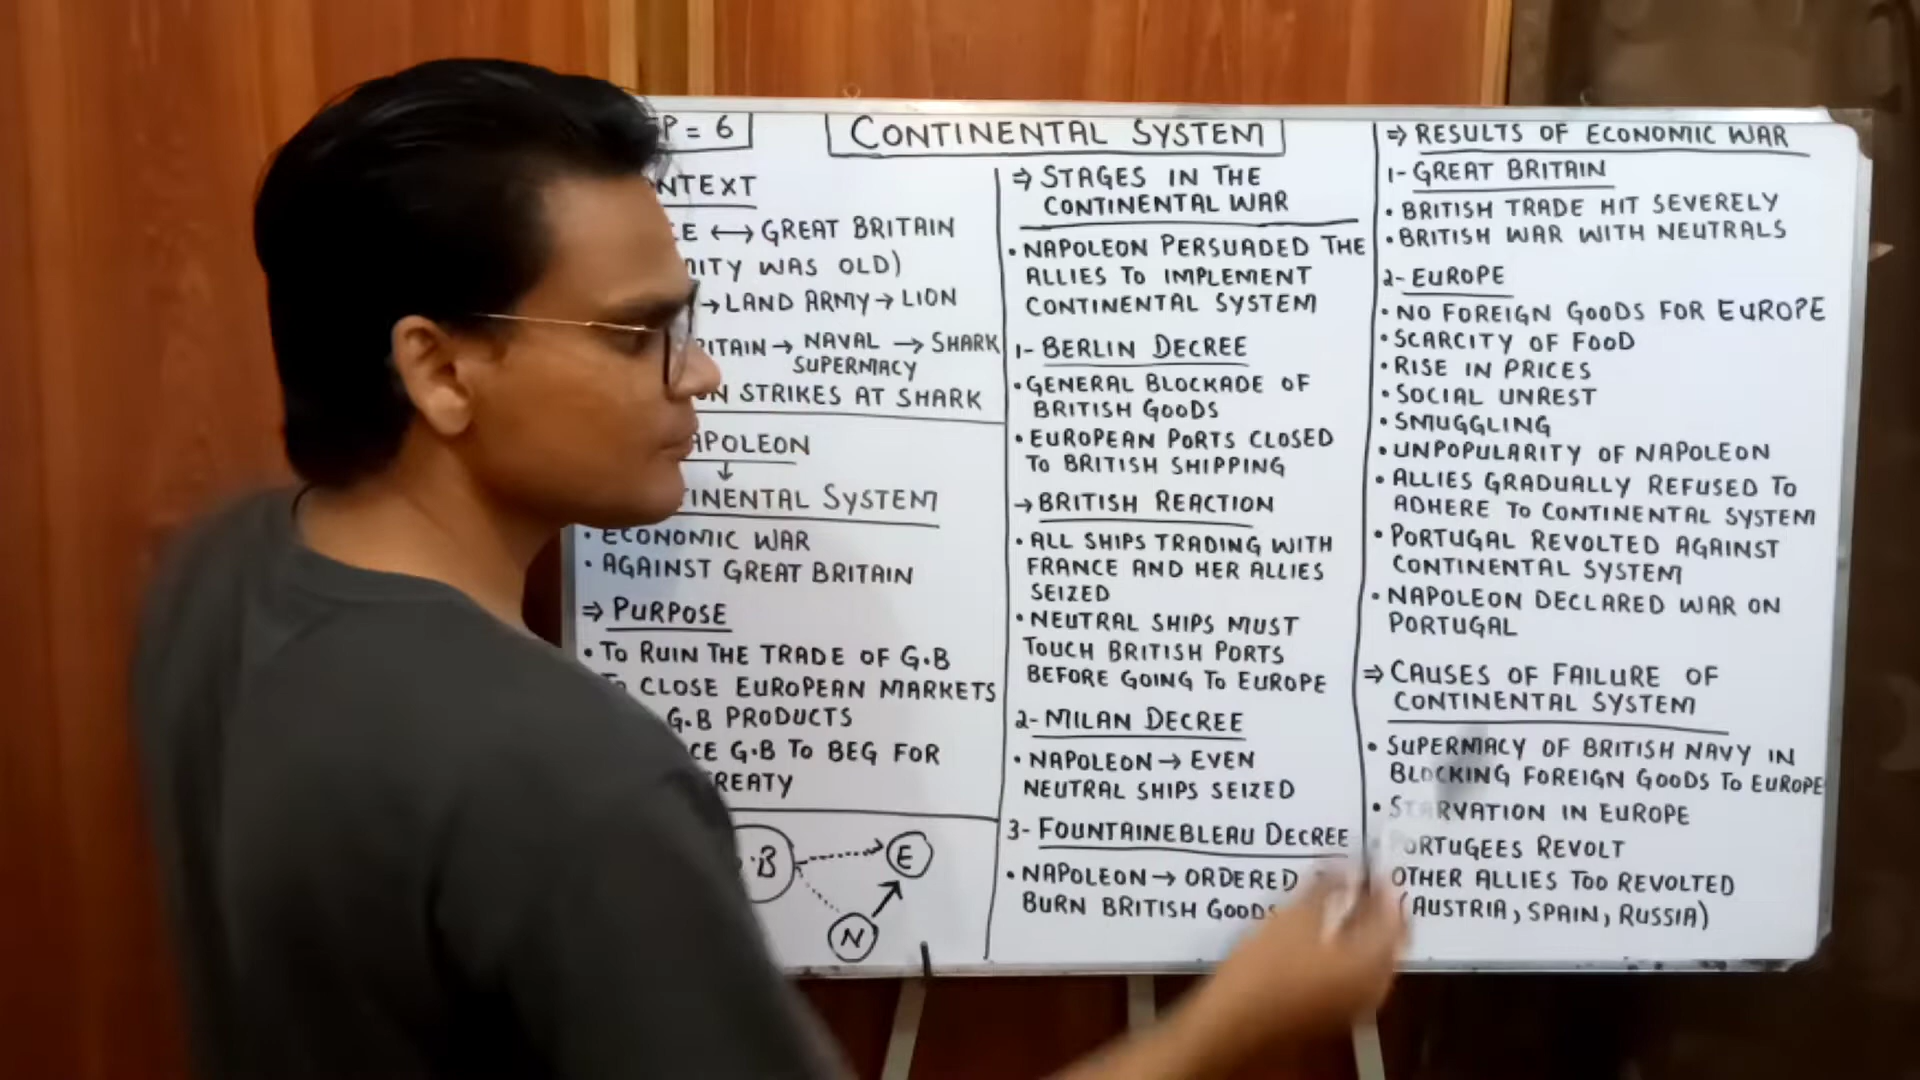 P = 6
CONTINENTAL SYSTEM
NTEXT
E ↔ GREAT BRITAIN
ITY WAS OLD)
→ LAND ARMY → LION
ITAIN → NAVAL SUPERMACY → SHARK
N STRIKES AT SHARK
APOLEON
↓
INENTAL SYSTEM
• ECONOMIC WAR
• AGAINST GREAT BRITAIN
⇒ PURPOSE
• TO RUIN THE TRADE OF G.B
CLOSE EUROPEAN MARKETS
G.B PRODUCTS
CE G.B TO BEG FOR
REATY
B
E
N
⇒ STAGES IN THE
CONTINENTAL WAR
• NAPOLEON PERSUADED THE
ALLIES TO IMPLEMENT
CONTINENTAL SYSTEM
1- BERLIN DECREE
• GENERAL BLOCKADE OF
BRITISH GOODS
• EUROPEAN PORTS CLOSED
TO BRITISH SHIPPING
→ BRITISH REACTION
• ALL SHIPS TRADING WITH
FRANCE AND HER ALLIES
SEIZED
• NEUTRAL SHIPS MUST
TOUCH BRITISH PORTS
BEFORE GOING TO EUROPE
2- MILAN DECREE
• NAPOLEON → EVEN
NEUTRAL SHIPS SEIZED
3- FOUNTAINEBLEAU DECREE
• NAPOLEON → ORDERED
BURN BRITISH GOODS
⇒ RESULTS OF ECONOMIC WAR
1- GREAT BRITAIN
• BRITISH TRADE HIT SEVERELY
• BRITISH WAR WITH NEUTRALS
2- EUROPE
• NO FOREIGN GOODS FOR EUROPE
• SCARCITY OF FOOD
• RISE IN PRICES
• SOCIAL UNREST
• SMUGGLING
• UNPOPULARITY OF NAPOLEON
• ALLIES GRADUALLY REFUSED TO
ADHERE TO CONTINENTAL SYSTEM
• PORTUGAL REVOLTED AGAINST
CONTINENTAL SYSTEM
• NAPOLEON DECLARED WAR ON
PORTUGAL
⇒ CAUSES OF FAILURE OF
CONTINENTAL SYSTEM
• SUPERMACY OF BRITISH NAVY IN
BLOCKING FOREIGN GOODS TO EUROPE
• STARVATION IN EUROPE
• PORTUGEES REVOLT
OTHER ALLIES TOO REVOLTED
(AUSTRIA, SPAIN, RUSSIA)